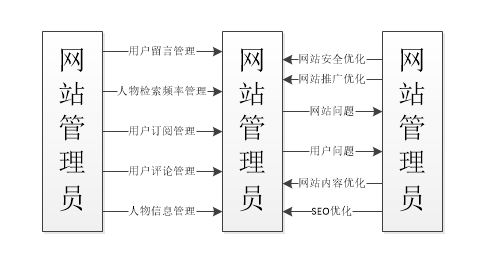 网站管理员
用户留言管理
人物检索频率管理
用户订阅管理
用户评论管理
人物信息管理
网站管理员
网站安全优化
网站推广优化
网站问题
用户问题
网站内容优化
SEO优化
网站管理员